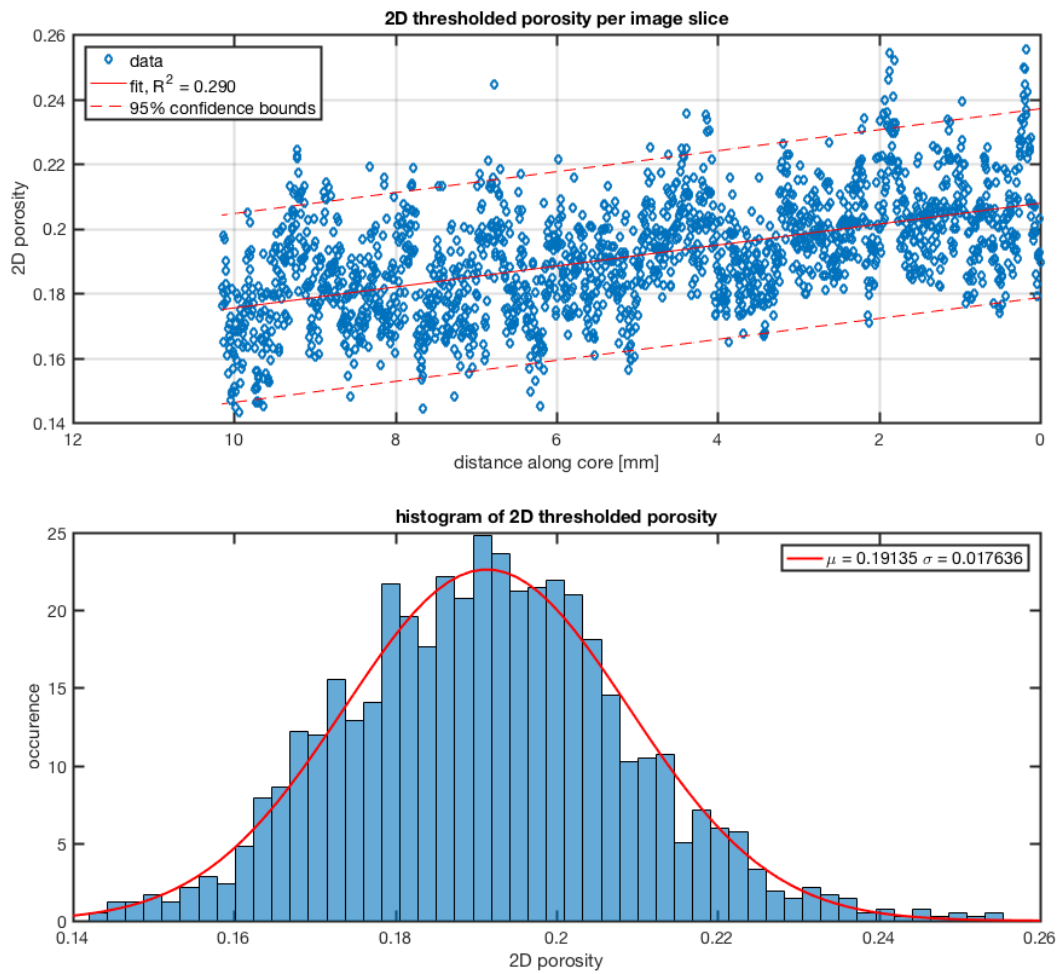 2D thresholded porosity per image slice
data
fit, R² = 0.290
95% confidence bounds
0.26
0.24
0.22
0.2
0.18
0.16
0.14
2D porosity
12 10 8 6 4 2 0
distance along core [mm]
histogram of 2D thresholded porosity
μ = 0.19135 σ = 0.017636
25
20
15
10
5
0
occurence
0.14 0.16 0.18 0.2 0.22 0.24 0.26
2D porosity